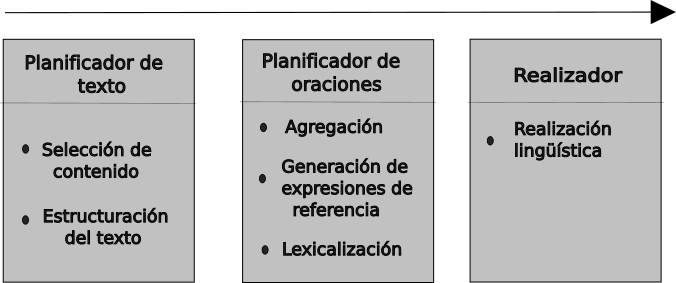 Planificador de
texto
Selección de
contenido
Estructuración
del texto
Planificador de
oraciones
Agregación
Generación de
expresiones de
referencia
Lexicalización
Realizador
Realización
lingüística